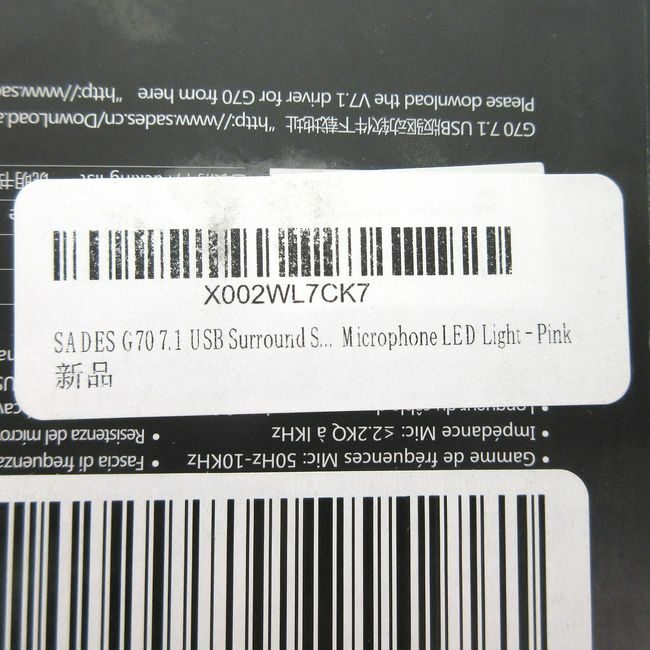 X002WL7CK7
SADES G70 7.1 USB Surround S... Microphone LED Light - Pink
新品
• Gamme de fréquences Mic: 50Hz-10KHz • Fascia di frequenza
• Impédance Mic: ≤2.2KΩ à 1KHz • Resistenza del micro
G70 7.1 USB版驱动软件下载地址 "http://www.sades.cn/DownLoad.a
Please download the V7.1 driver for G70 from here "http://www.sades